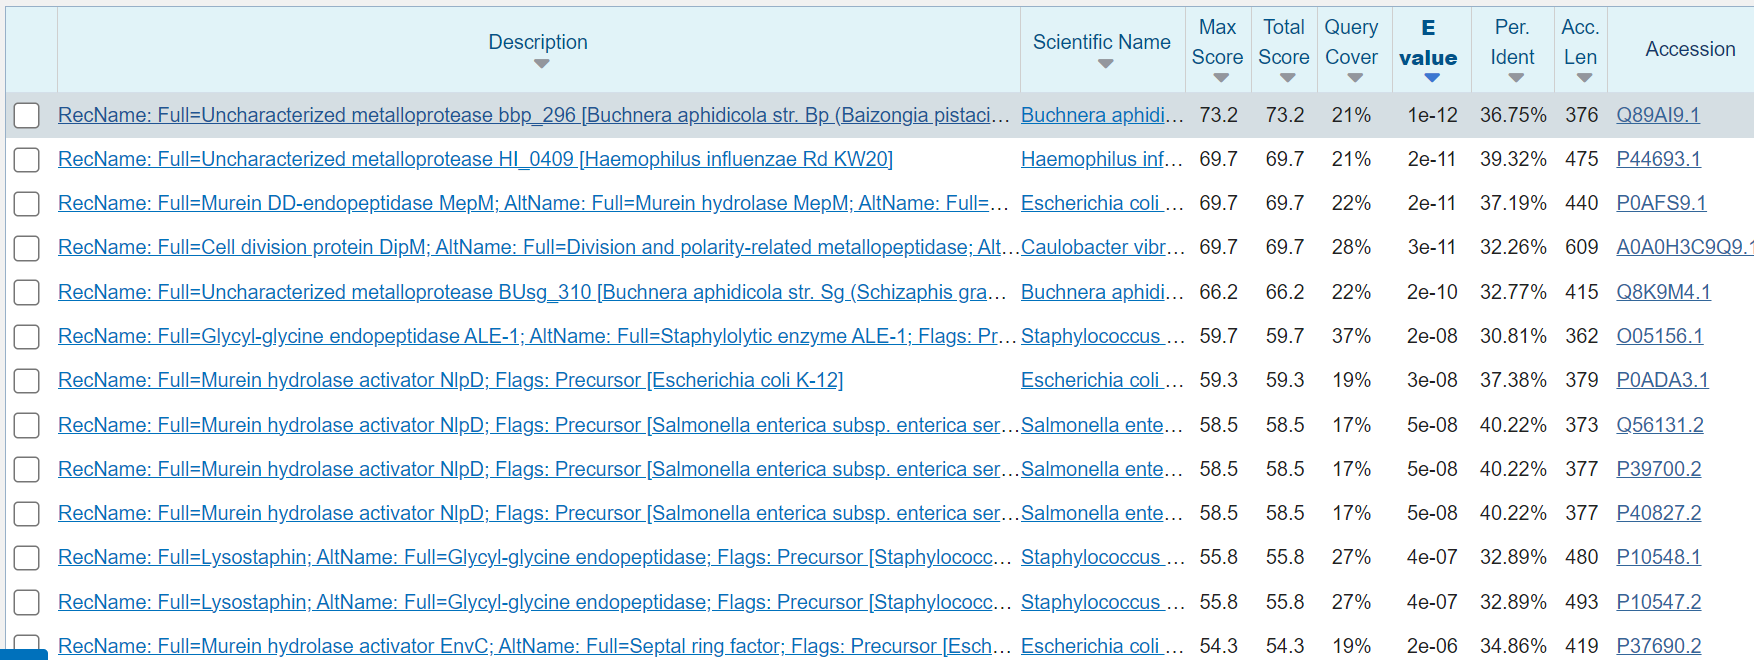 Description Scientific Name Max Score Total Score Query Cover E value Per. Ident Acc. Len Accession
RecName: Full=Uncharacterized metalloprotease bbp_296 [Buchnera aphidicola str. Bp (Baizongia pistaci... Buchnera aphidi... 73.2 73.2 21% 1e-12 36.75% 376 Q89AI9.1
RecName: Full=Uncharacterized metalloprotease HI_0409 [Haemophilus influenzae Rd KW20] Haemophilus inf... 69.7 69.7 21% 2e-11 39.32% 475 P44693.1
RecName: Full=Murein DD-endopeptidase MepM; AltName: Full=Murein hydrolase MepM; AltName: Full=... Escherichia coli ... 69.7 69.7 22% 2e-11 37.19% 440 P0AFS9.1
RecName: Full=Cell division protein DipM; AltName: Full=Division and polarity-related metallopeptidase; Alt... Caulobacter vibr... 69.7 69.7 28% 3e-11 32.26% 609 A0A0H3C9Q9.1
RecName: Full=Uncharacterized metalloprotease BUsg_310 [Buchnera aphidicola str. Sg (Schizaphis gra... Buchnera aphidi... 66.2 66.2 22% 2e-10 32.77% 415 Q8K9M4.1
RecName: Full=Glycyl-glycine endopeptidase ALE-1; AltName: Full=Staphylolytic enzyme ALE-1; Flags: Pr... Staphylococcus ... 59.7 59.7 37% 2e-08 30.81% 362 O05156.1
RecName: Full=Murein hydrolase activator NlpD; Flags: Precursor [Escherichia coli K-12] Escherichia coli ... 59.3 59.3 19% 3e-08 37.38% 379 P0ADA3.1
RecName: Full=Murein hydrolase activator NlpD; Flags: Precursor [Salmonella enterica subsp. enterica ser... Salmonella ente... 58.5 58.5 17% 5e-08 40.22% 373 Q56131.2
RecName: Full=Murein hydrolase activator NlpD; Flags: Precursor [Salmonella enterica subsp. enterica ser... Salmonella ente... 58.5 58.5 17% 5e-08 40.22% 377 P39700.2
RecName: Full=Murein hydrolase activator NlpD; Flags: Precursor [Salmonella enterica subsp. enterica ser... Salmonella ente... 58.5 58.5 17% 5e-08 40.22% 377 P40827.2
RecName: Full=Lysostaphin; AltName: Full=Glycyl-glycine endopeptidase; Flags: Precursor [Staphylococc... Staphylococcus ... 55.8 55.8 27% 4e-07 32.89% 480 P10548.1
RecName: Full=Lysostaphin; AltName: Full=Glycyl-glycine endopeptidase; Flags: Precursor [Staphylococc... Staphylococcus ... 55.8 55.8 27% 4e-07 32.89% 493 P10547.2
RecName: Full=Murein hydrolase activator EnvC; AltName: Full=Septal ring factor; Flags: Precursor [Esch... Escherichia coli ... 54.3 54.3 19% 2e-06 34.86% 419 P37690.2